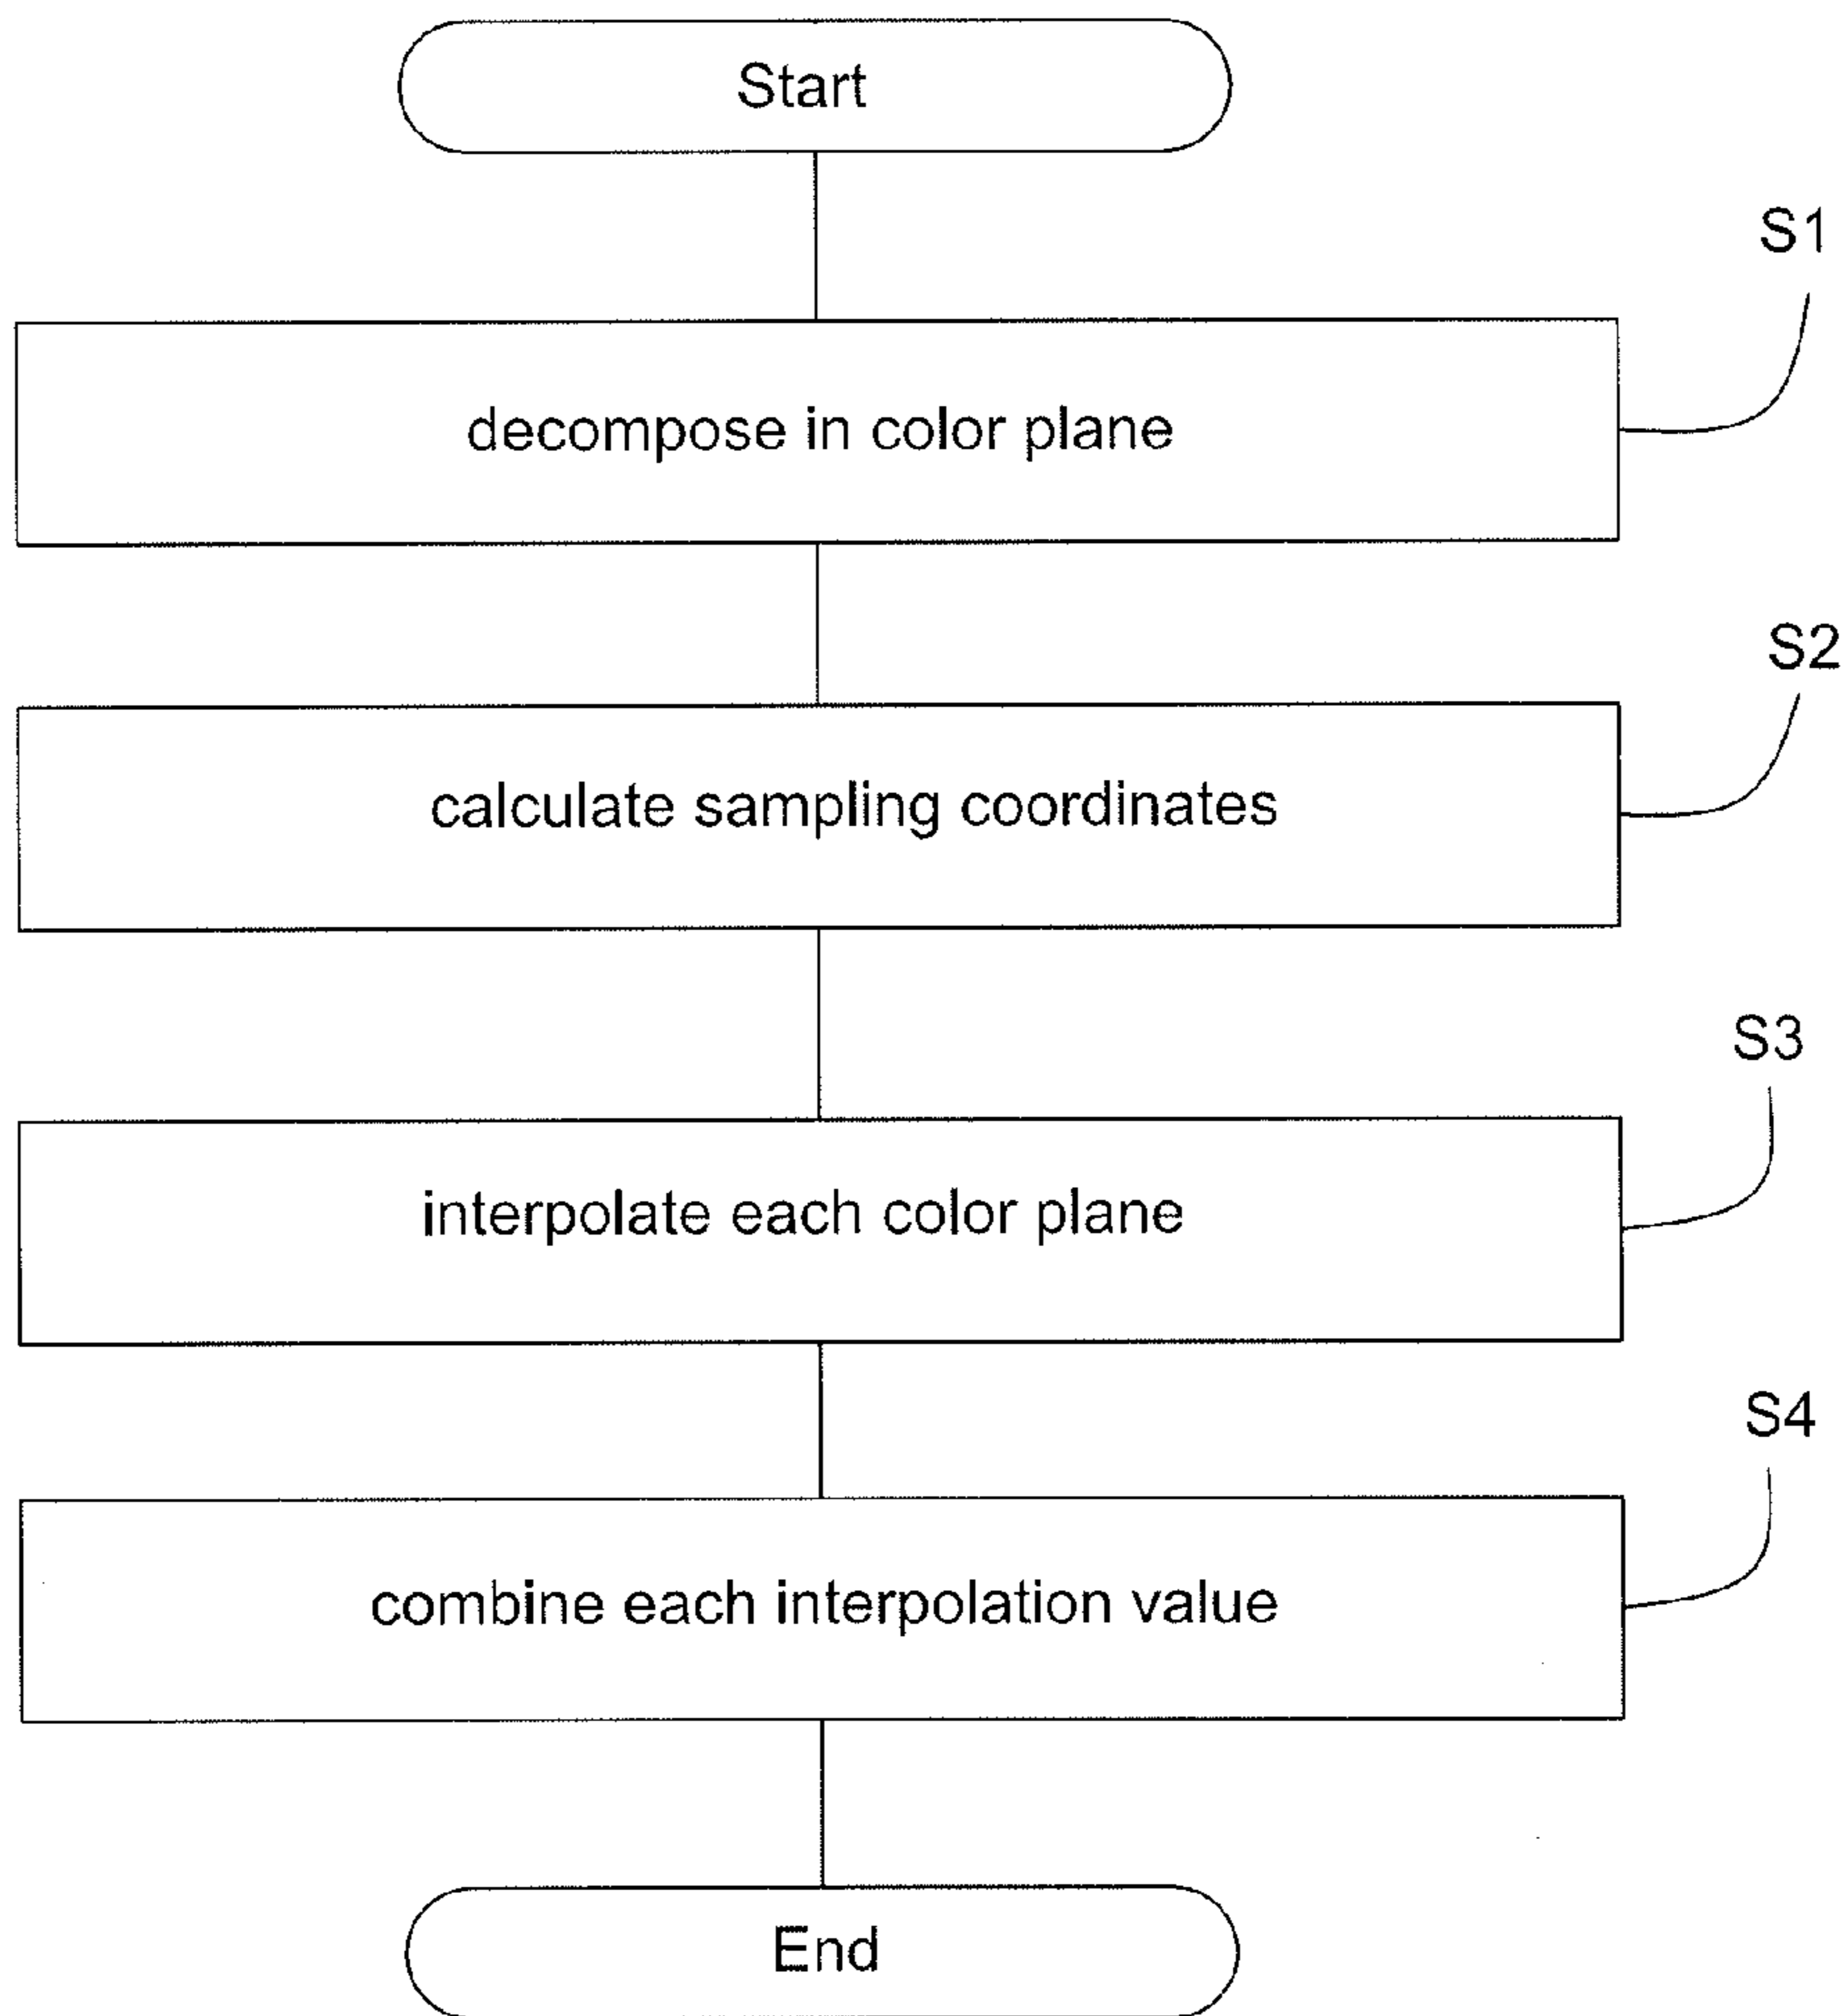 Start
S1
decompose in color plane
S2
calculate sampling coordinates
S3
interpolate each color plane
S4
combine each interpolation value
End